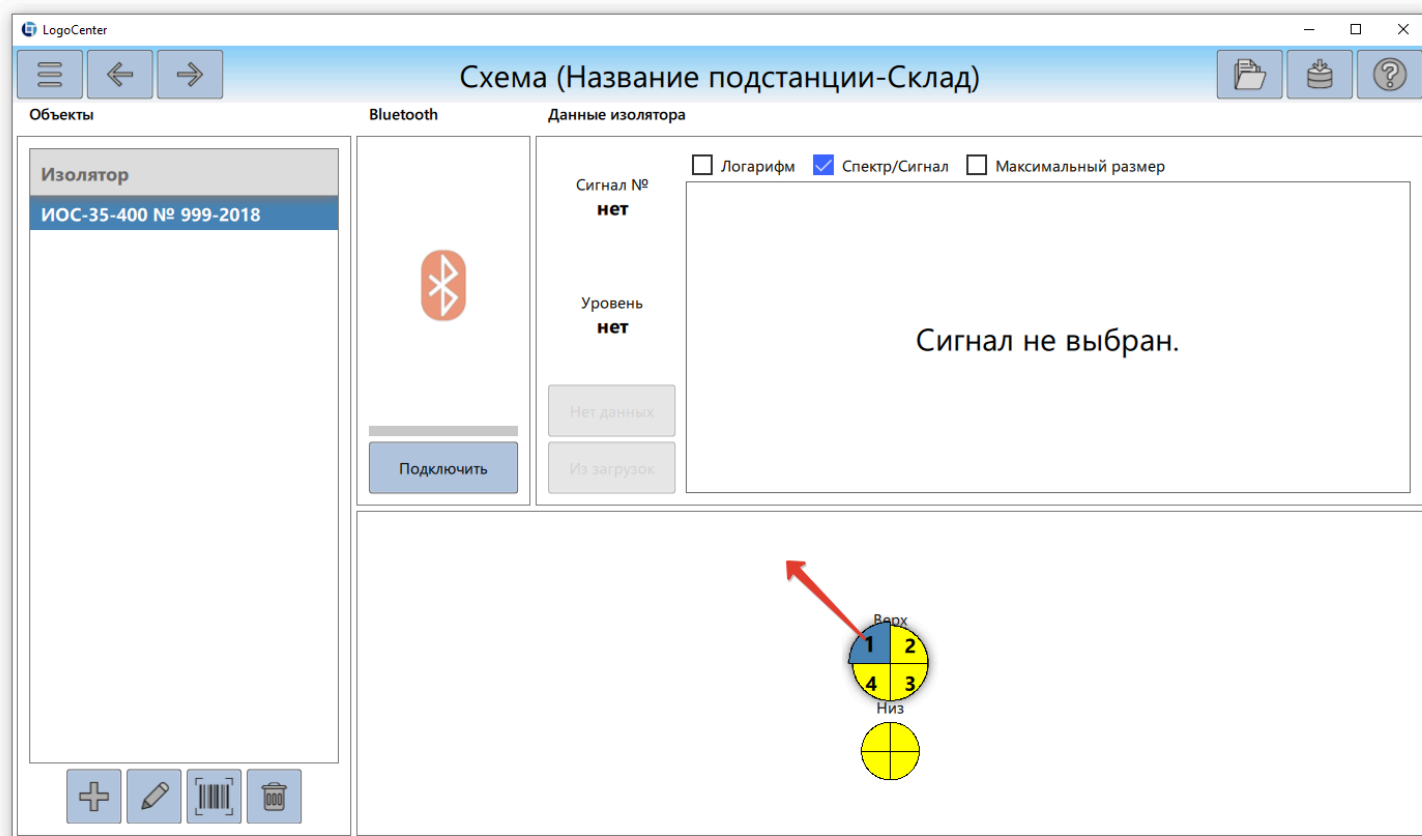 LogoCenter
Схема (Название подстанции-Склад)
Объекты
Bluetooth
Данные изолятора
Изолятор
ИОС-35-400 № 999-2018
Подключить
Сигнал №
нет
Уровень
нет
Нет данных
Из загрузок
Логарифм
Спектр/Сигнал
Максимальный размер
Сигнал не выбран.
Верх
1 2
4 3
Низ